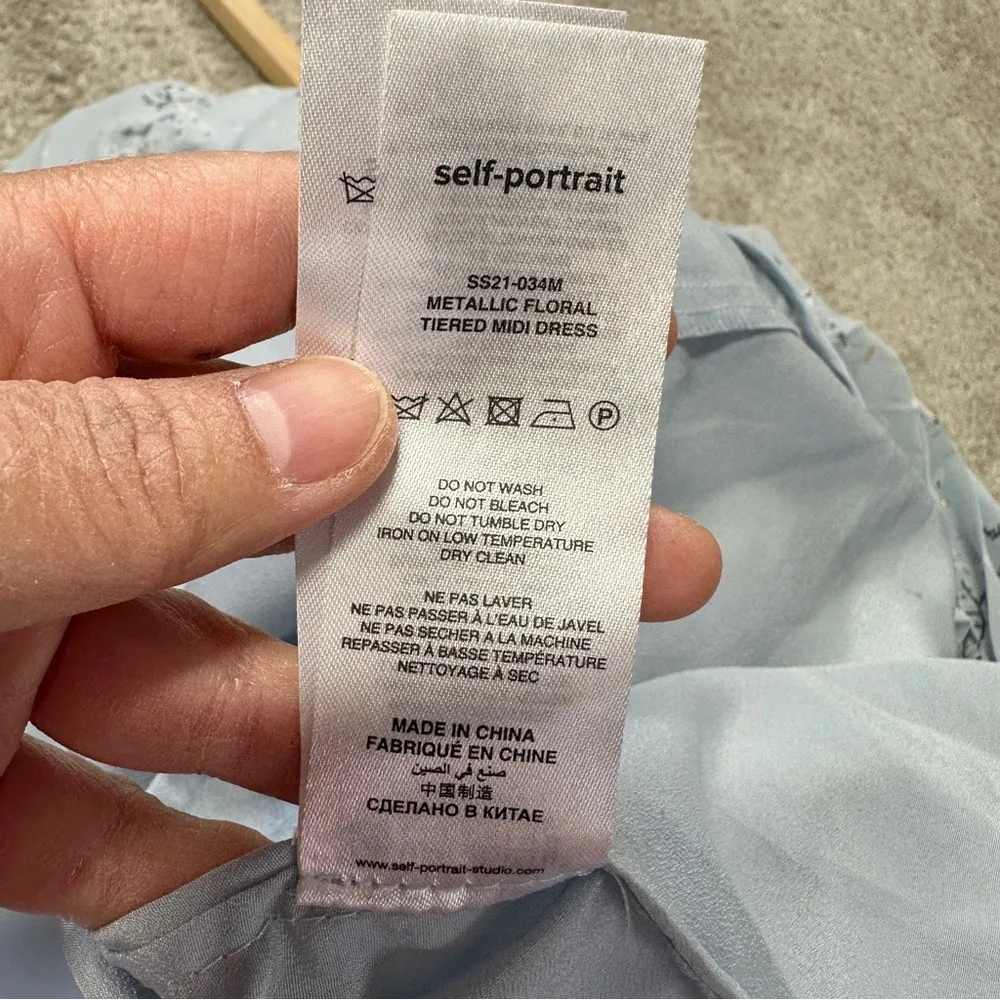 self-portrait
SS21-034M
METALLIC FLORAL
TIERED MIDI DRESS
P
DO NOT WASH
DO NOT BLEACH
DO NOT TUMBLE DRY
IRON ON LOW TEMPERATURE
DRY CLEAN
NE PAS LAVER
NE PAS PASSER À L'EAU DE JAVEL
NE PAS SECHER A LA MACHINE
REPASSER À BASSE TEMPÉRATURE
NETTOYAGE À SEC
MADE IN CHINA
FABRIQUÉ EN CHINE
صنع في الصين
中国制造
СДЕЛАНО В КИТАЕ
www.self-portrait-studio.com